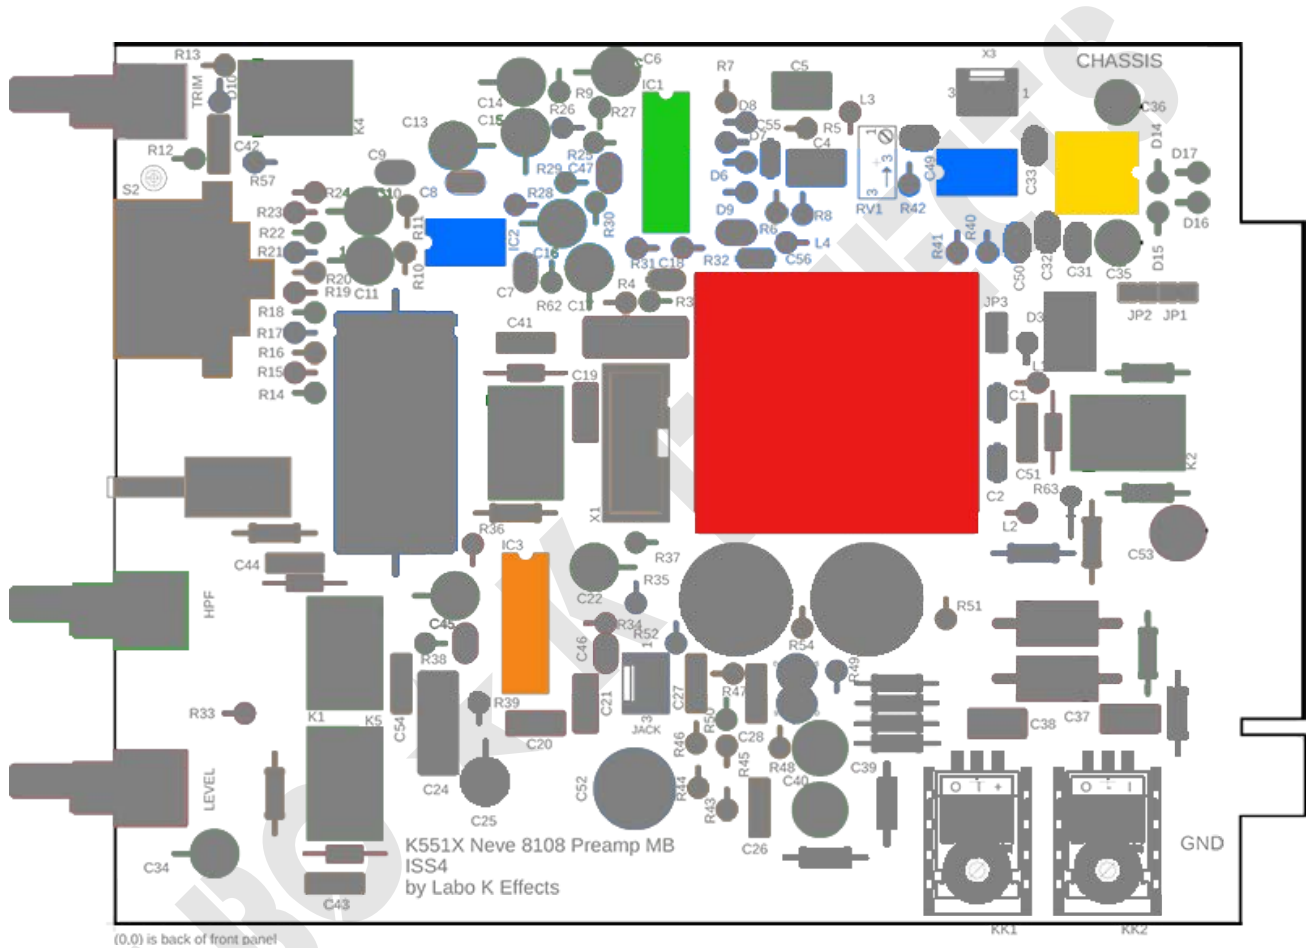 R13
C6
R7
X3
CHASSIS
TRIM
D10
C14
R9
IC1
C5
L3
3
1
C36
R26
R27
D8
C13
C15
K4
C55
R5
1
D14
R12
C42
R25
D7
C4
D17
C9
R29
C47
C49
C33
R57
S2
D6
3
C8
R28
RV1
R42
R24
R23
R11
R30
D9
R6
R8
R41
R40
D16
R22
IC2
L4
R21
C16
R31
C18
R32
C56
C50
C32
C31
C35
D15
R20
R10
R19
C11
C7
R62
R4
R18
C41
JP3
D3
JP2
JP1
R17
R16
R15
C19
C1
R14
C51
K2
C2
R63
X1
L2
R36
IC3
C53
R37
C44
R35
HPF
C22
R51
C45
R34
R52
R54
R38
C46
R49
1
R47
R33
K1
K5
C54
R39
C21
3
C27
R50
C38
C37
C20
JACK
R46
C28
R45
R48
LEVEL
C24
C52
R44
C40
C39
O
+
O
-
I
C25
R43
C34
K551X Neve 8108 Preamp MB
C26
GND
ISS4
by Labo K Effects
C43
KK1
KK2
(0,0) is back of front panel